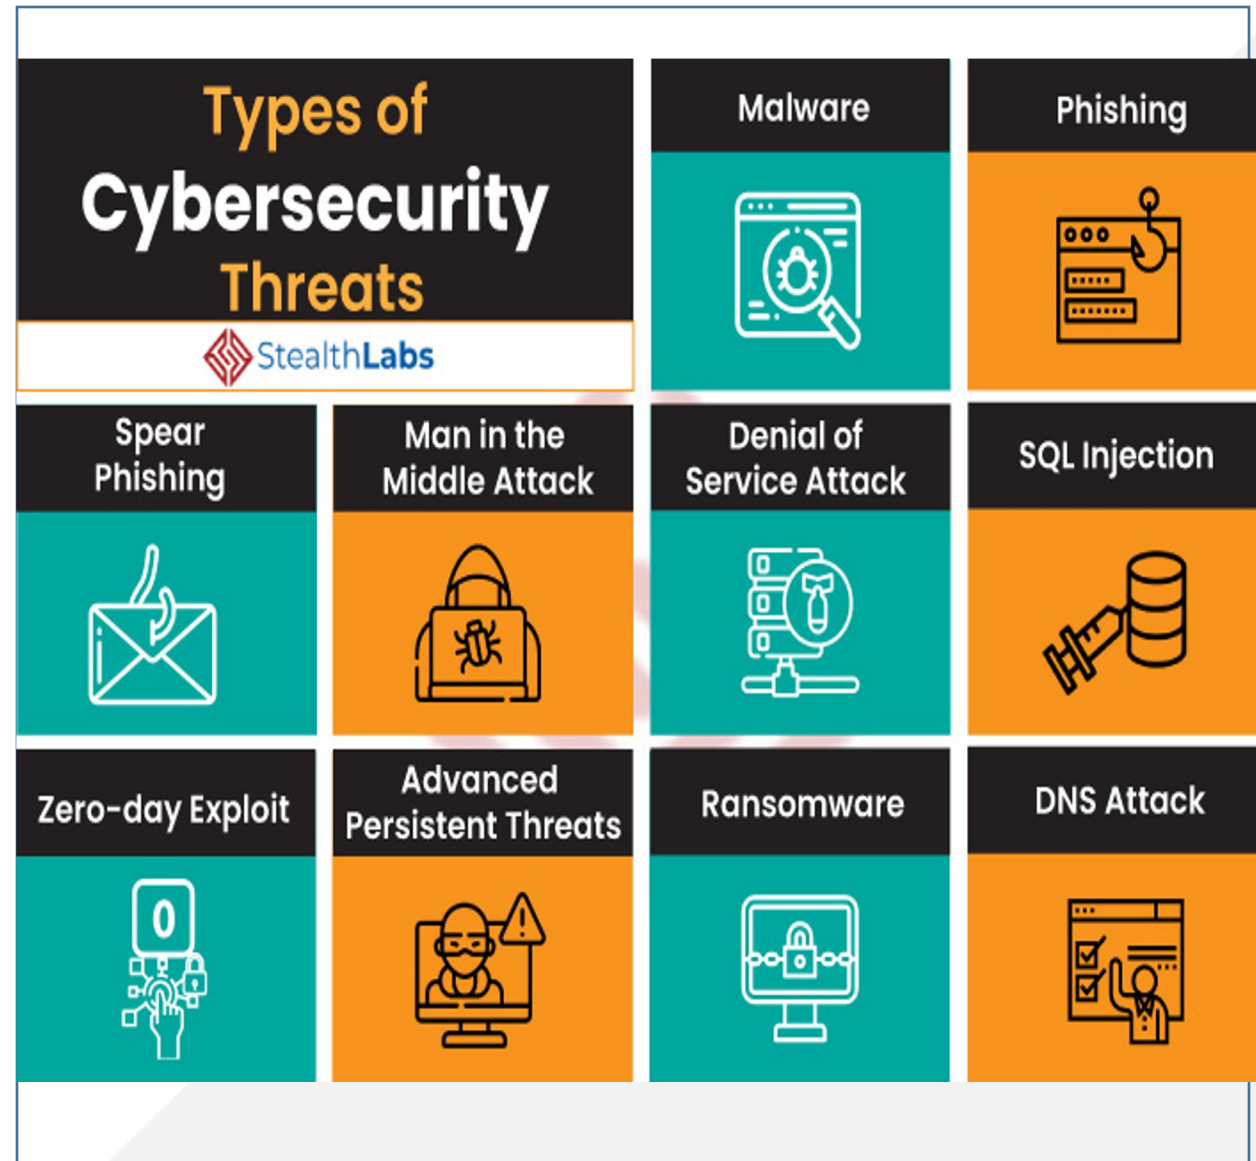 Types of
Cybersecurity
Threats
StealthLabs
Malware
Phishing
Spear
Phishing
Man in the
Middle Attack
Denial of
Service Attack
SQL Injection
Zero-day Exploit
0
Advanced
Persistent Threats
Ransomware
DNS Attack